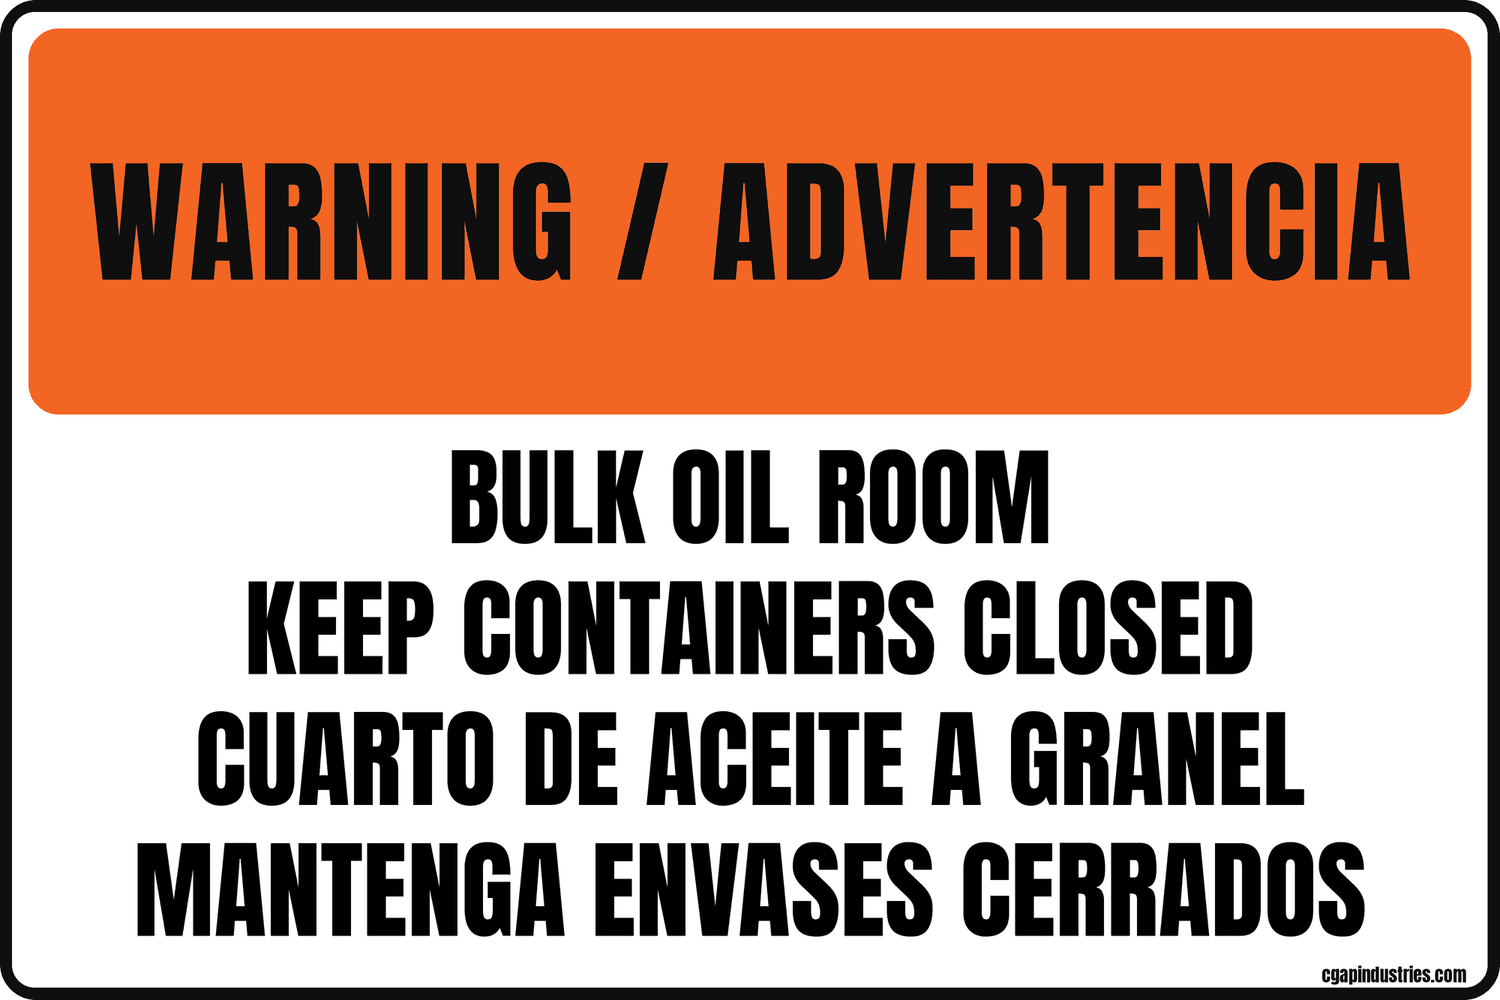 WARNING / ADVERTENCIA
BULK OIL ROOM
KEEP CONTAINERS CLOSED
CUARTO DE ACEITE A GRANEL
MANTENGA ENVASES CERRADOS
cgapindustries.com